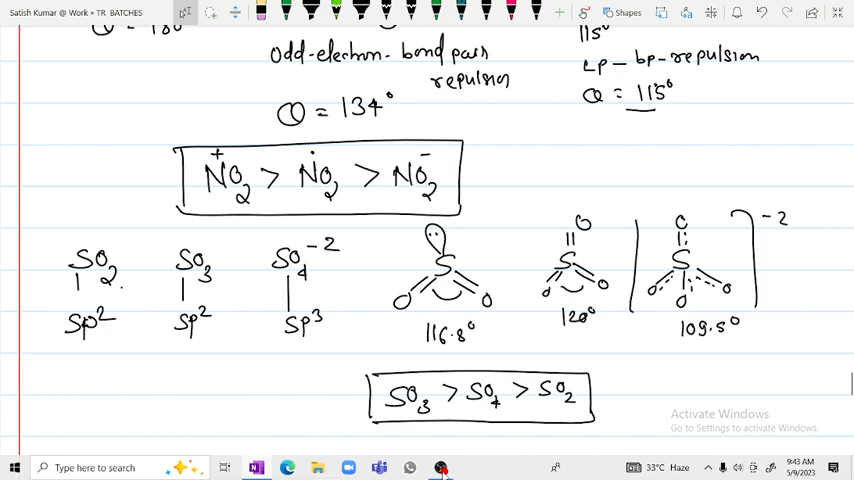 Satish Kumar @ Work » TR BATCHES
Shapes
Odd-electron-bond pair
repulsion
θ = 134°
115°
LP - bp-repulsion
θ = 115°
N⁺O₂ > ṄO₂ > NO₂⁻
SO₂ SO₃ SO₄⁻²
Sp² Sp² Sp³
S O O 116.8°
O S O O 120°
[O S O O O]⁻² 109.5°
SO₃ > SO₄ > SO₂
Activate Windows
Go to Settings to activate Windows.
Type here to search
33°C Haze
9:43 AM
5/9/2023